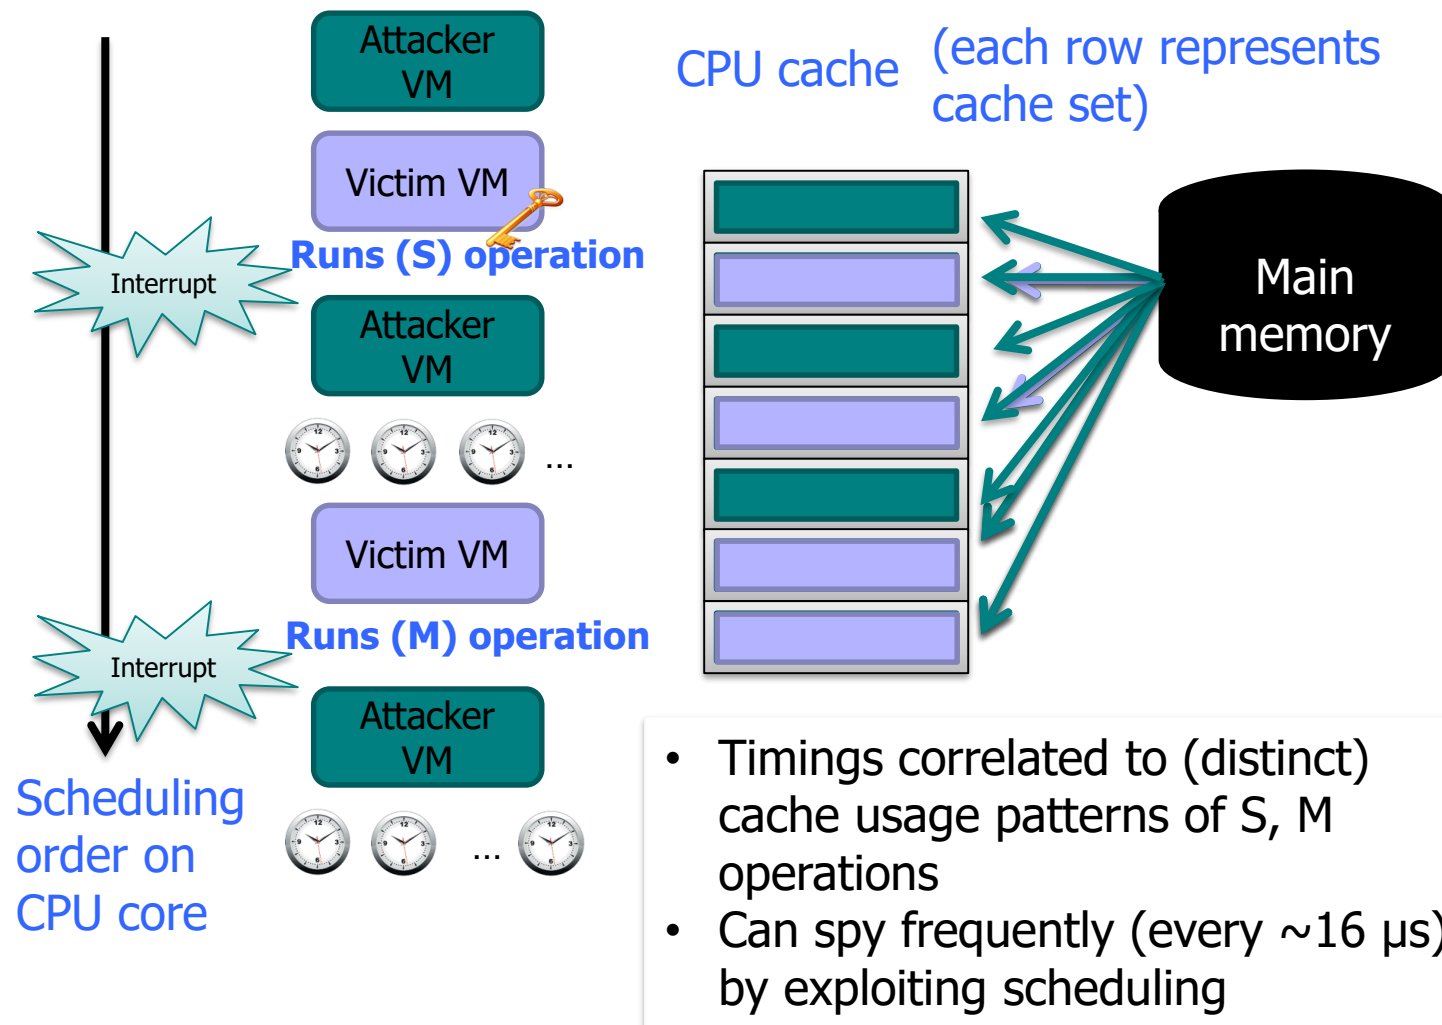 Attacker
VM
Victim VM
Runs (S) operation
Interrupt
Attacker
VM
...
Victim VM
Runs (M) operation
Interrupt
Attacker
VM
...
Scheduling
order on
CPU core
CPU cache
(each row represents
cache set)
Main
memory
• Timings correlated to (distinct)
cache usage patterns of S, M
operations
• Can spy frequently (every ~16 μs)
by exploiting scheduling